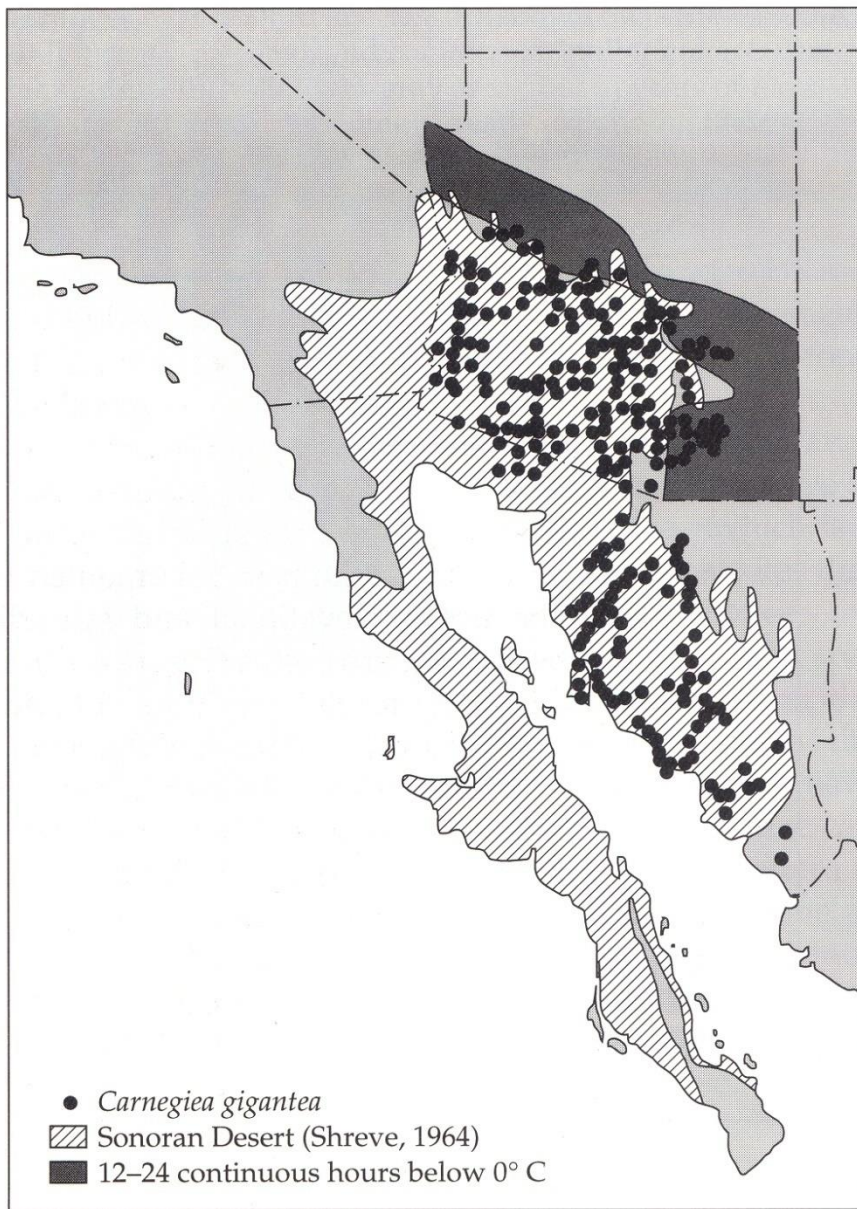 Carnegiea gigantea
Sonoran Desert (Shreve, 1964)
12–24 continuous hours below 0° C